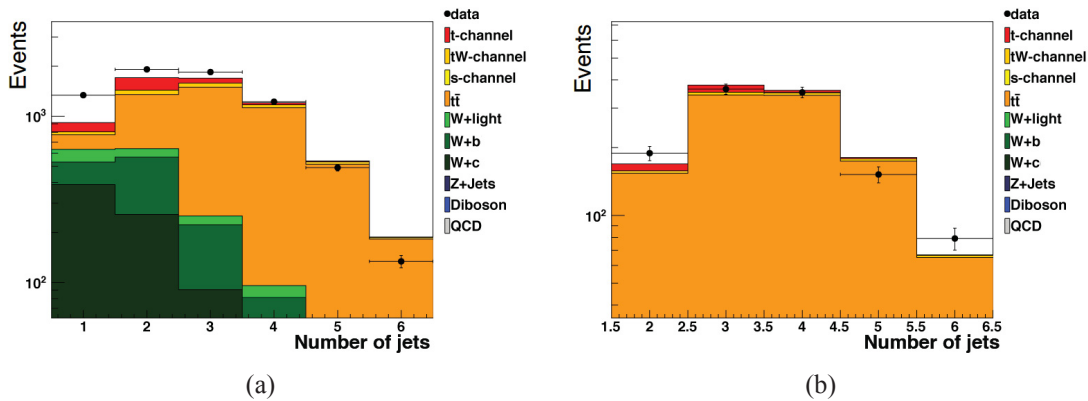 Events
10³
10²
1 2 3 4 5 6
Number of jets
data
t-channel
tW-channel
s-channel
tt̄
W+light
W+b
W+c
Z+Jets
Diboson
QCD
(a)
Events
10²
1.5 2 2.5 3 3.5 4 4.5 5 5.5 6 6.5
Number of jets
data
t-channel
tW-channel
s-channel
tt̄
W+light
W+b
W+c
Z+Jets
Diboson
QCD
(b)